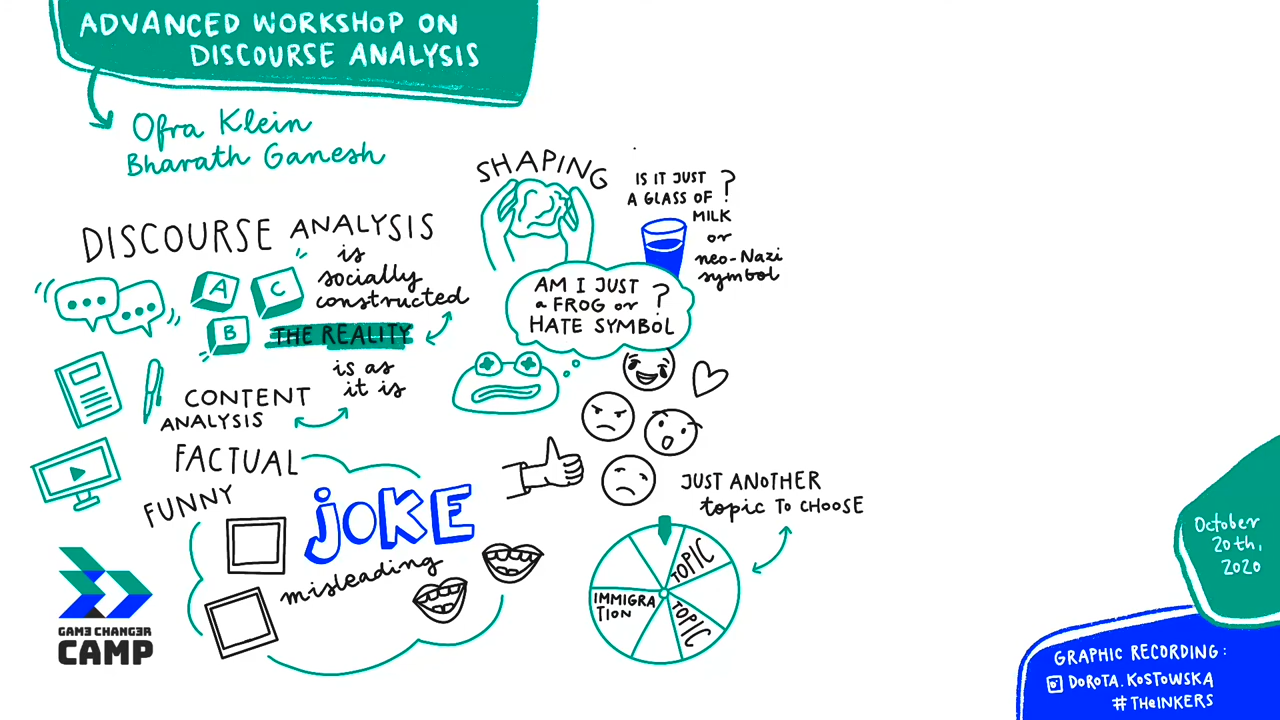 ADVANCED WORKSHOP ON
DISCOURSE ANALYSIS
Ofra Klein
Bharath Ganesh
DISCOURSE ANALYSIS
is
socially
constructed
A
C
B
THE REALITY
is as
it is
CONTENT
ANALYSIS
FACTUAL
FUNNY
JOKE
misleading
SHAPING
IS IT JUST
A GLASS OF ?
MILK
or
neo-Nazi
symbol
AM I JUST
a FROG or ?
HATE SYMBOL
JUST ANOTHER
topic TO CHOOSE
TOPIC
IMMIGRA
TION
TOPIC
GAME CHANGER
CAMP
October
20th,
2020
GRAPHIC RECORDING:
DOROTA.KOSTOWSKA
#THeINKERS